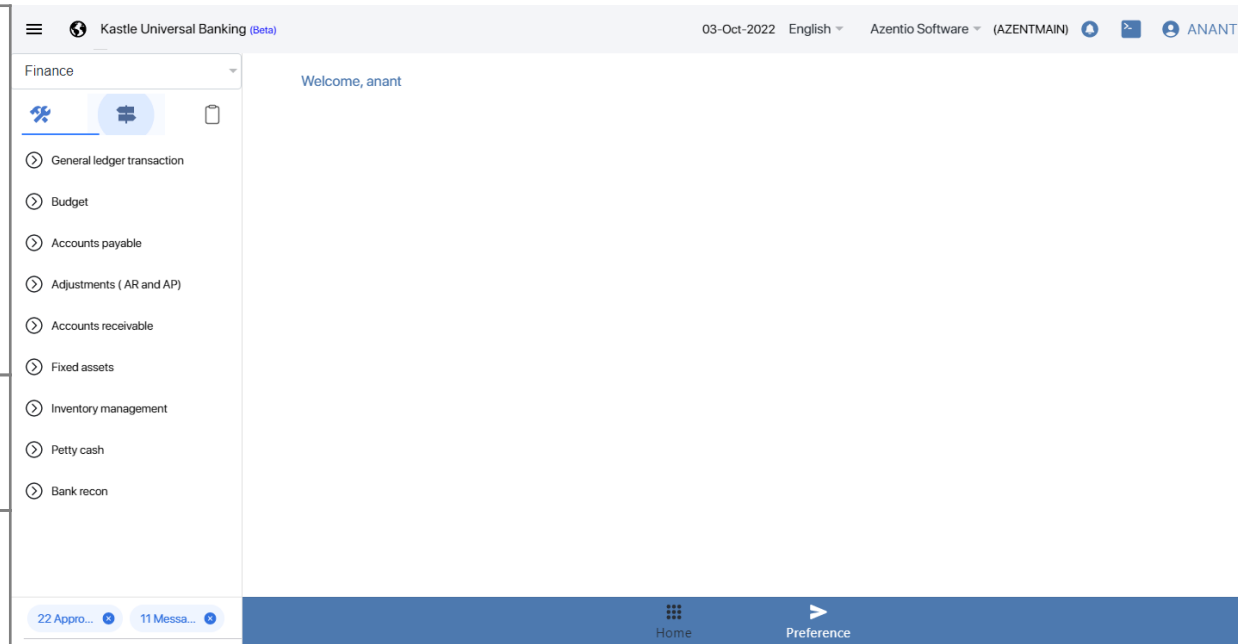 Kastle Universal Banking (Beta)
03-Oct-2022 English Azentio Software (AZENTMAIN) ANANT
Finance
Welcome, anant
General ledger transaction
Budget
Accounts payable
Adjustments ( AR and AP)
Accounts receivable
Fixed assets
Inventory management
Petty cash
Bank recon
22 Appro... 11 Messa...
Home Preference